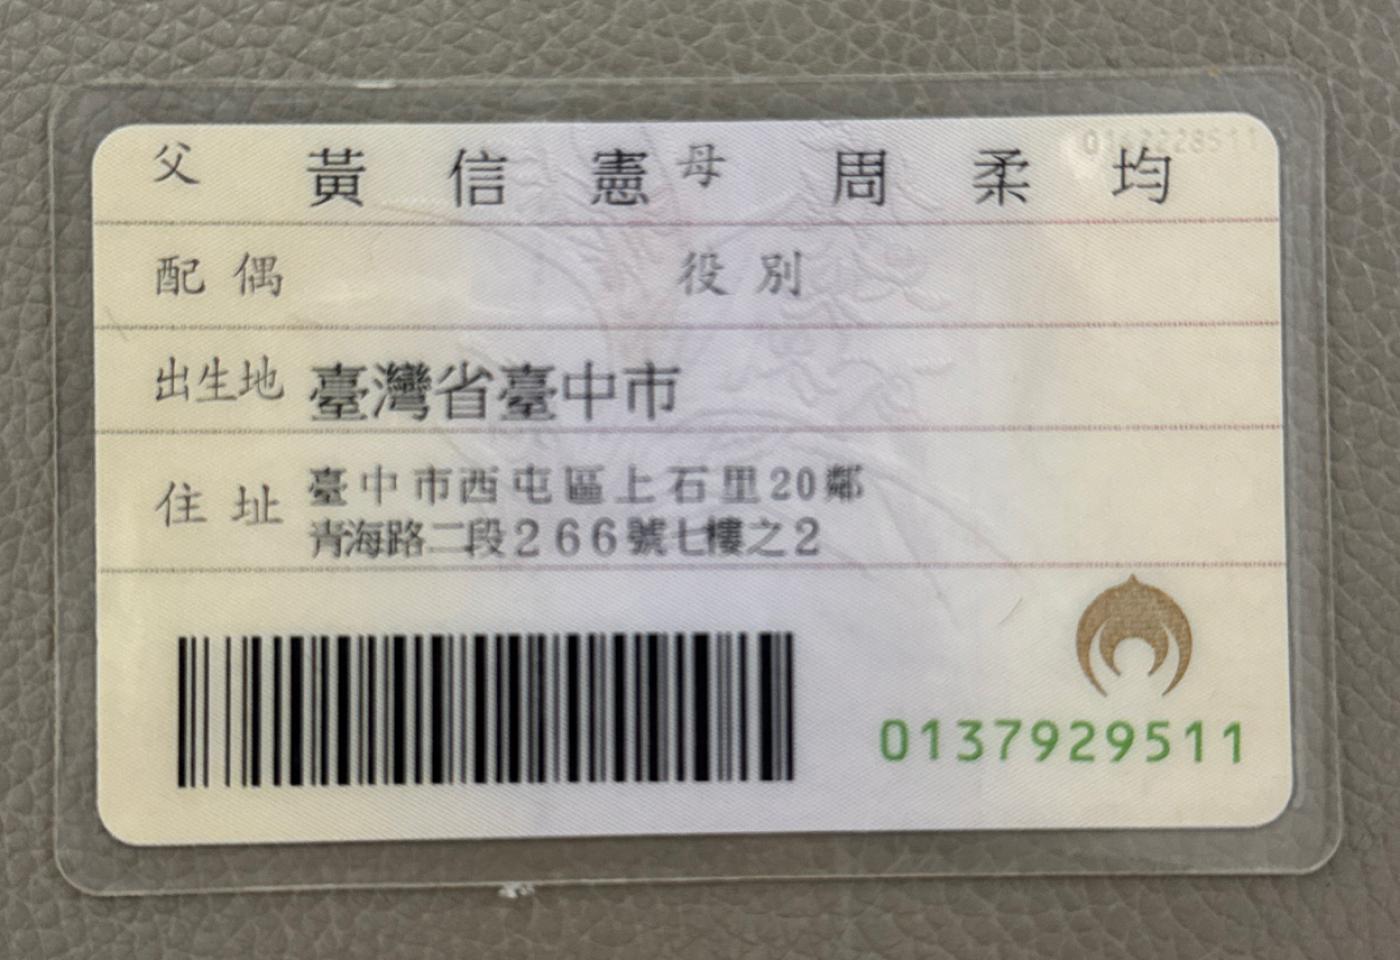 父 黃信憲 母 周柔均
配偶 役別
出生地 臺灣省臺中市
住址 臺中市西屯區上石里20鄰
青海路二段266號七樓之2
0137929511